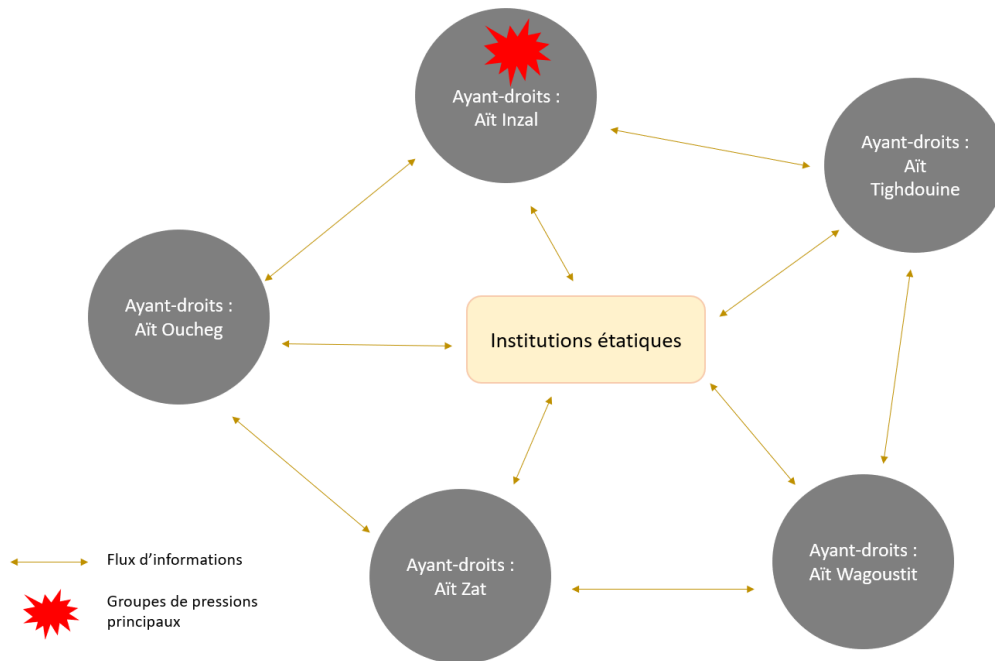 Ayant-droits :
Aït Inzal
Ayant-droits :
Aït
Tighdouine
Ayant-droits :
Aït Oucheg
Institutions étatiques
Ayant-droits :
Aït Zat
Ayant-droits :
Aït Wagoustit
Flux d’informations
Groupes de pressions
principaux